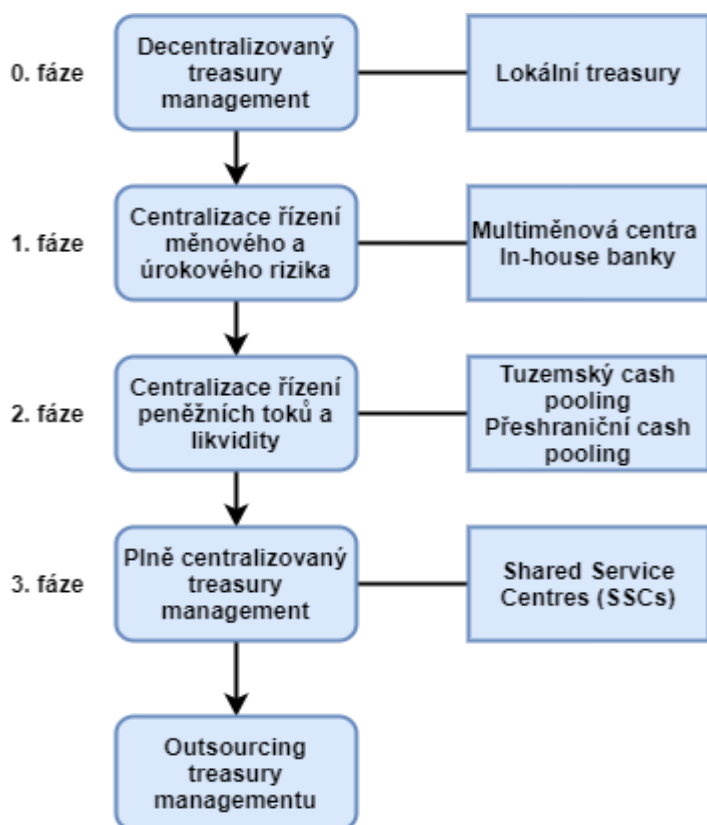 0. fáze
Decentralizovaný
treasury
management
Lokální treasury
1. fáze
Centralizace řízení
měnového a
úrokového rizika
Multiměnová centra
In-house banky
2. fáze
Centralizace řízení
peněžních toků a
likvidity
Tuzemský cash
pooling
Přeshraniční cash
pooling
3. fáze
Plně centralizovaný
treasury
management
Shared Service
Centres (SSCs)
Outsourcing
treasury
managementu